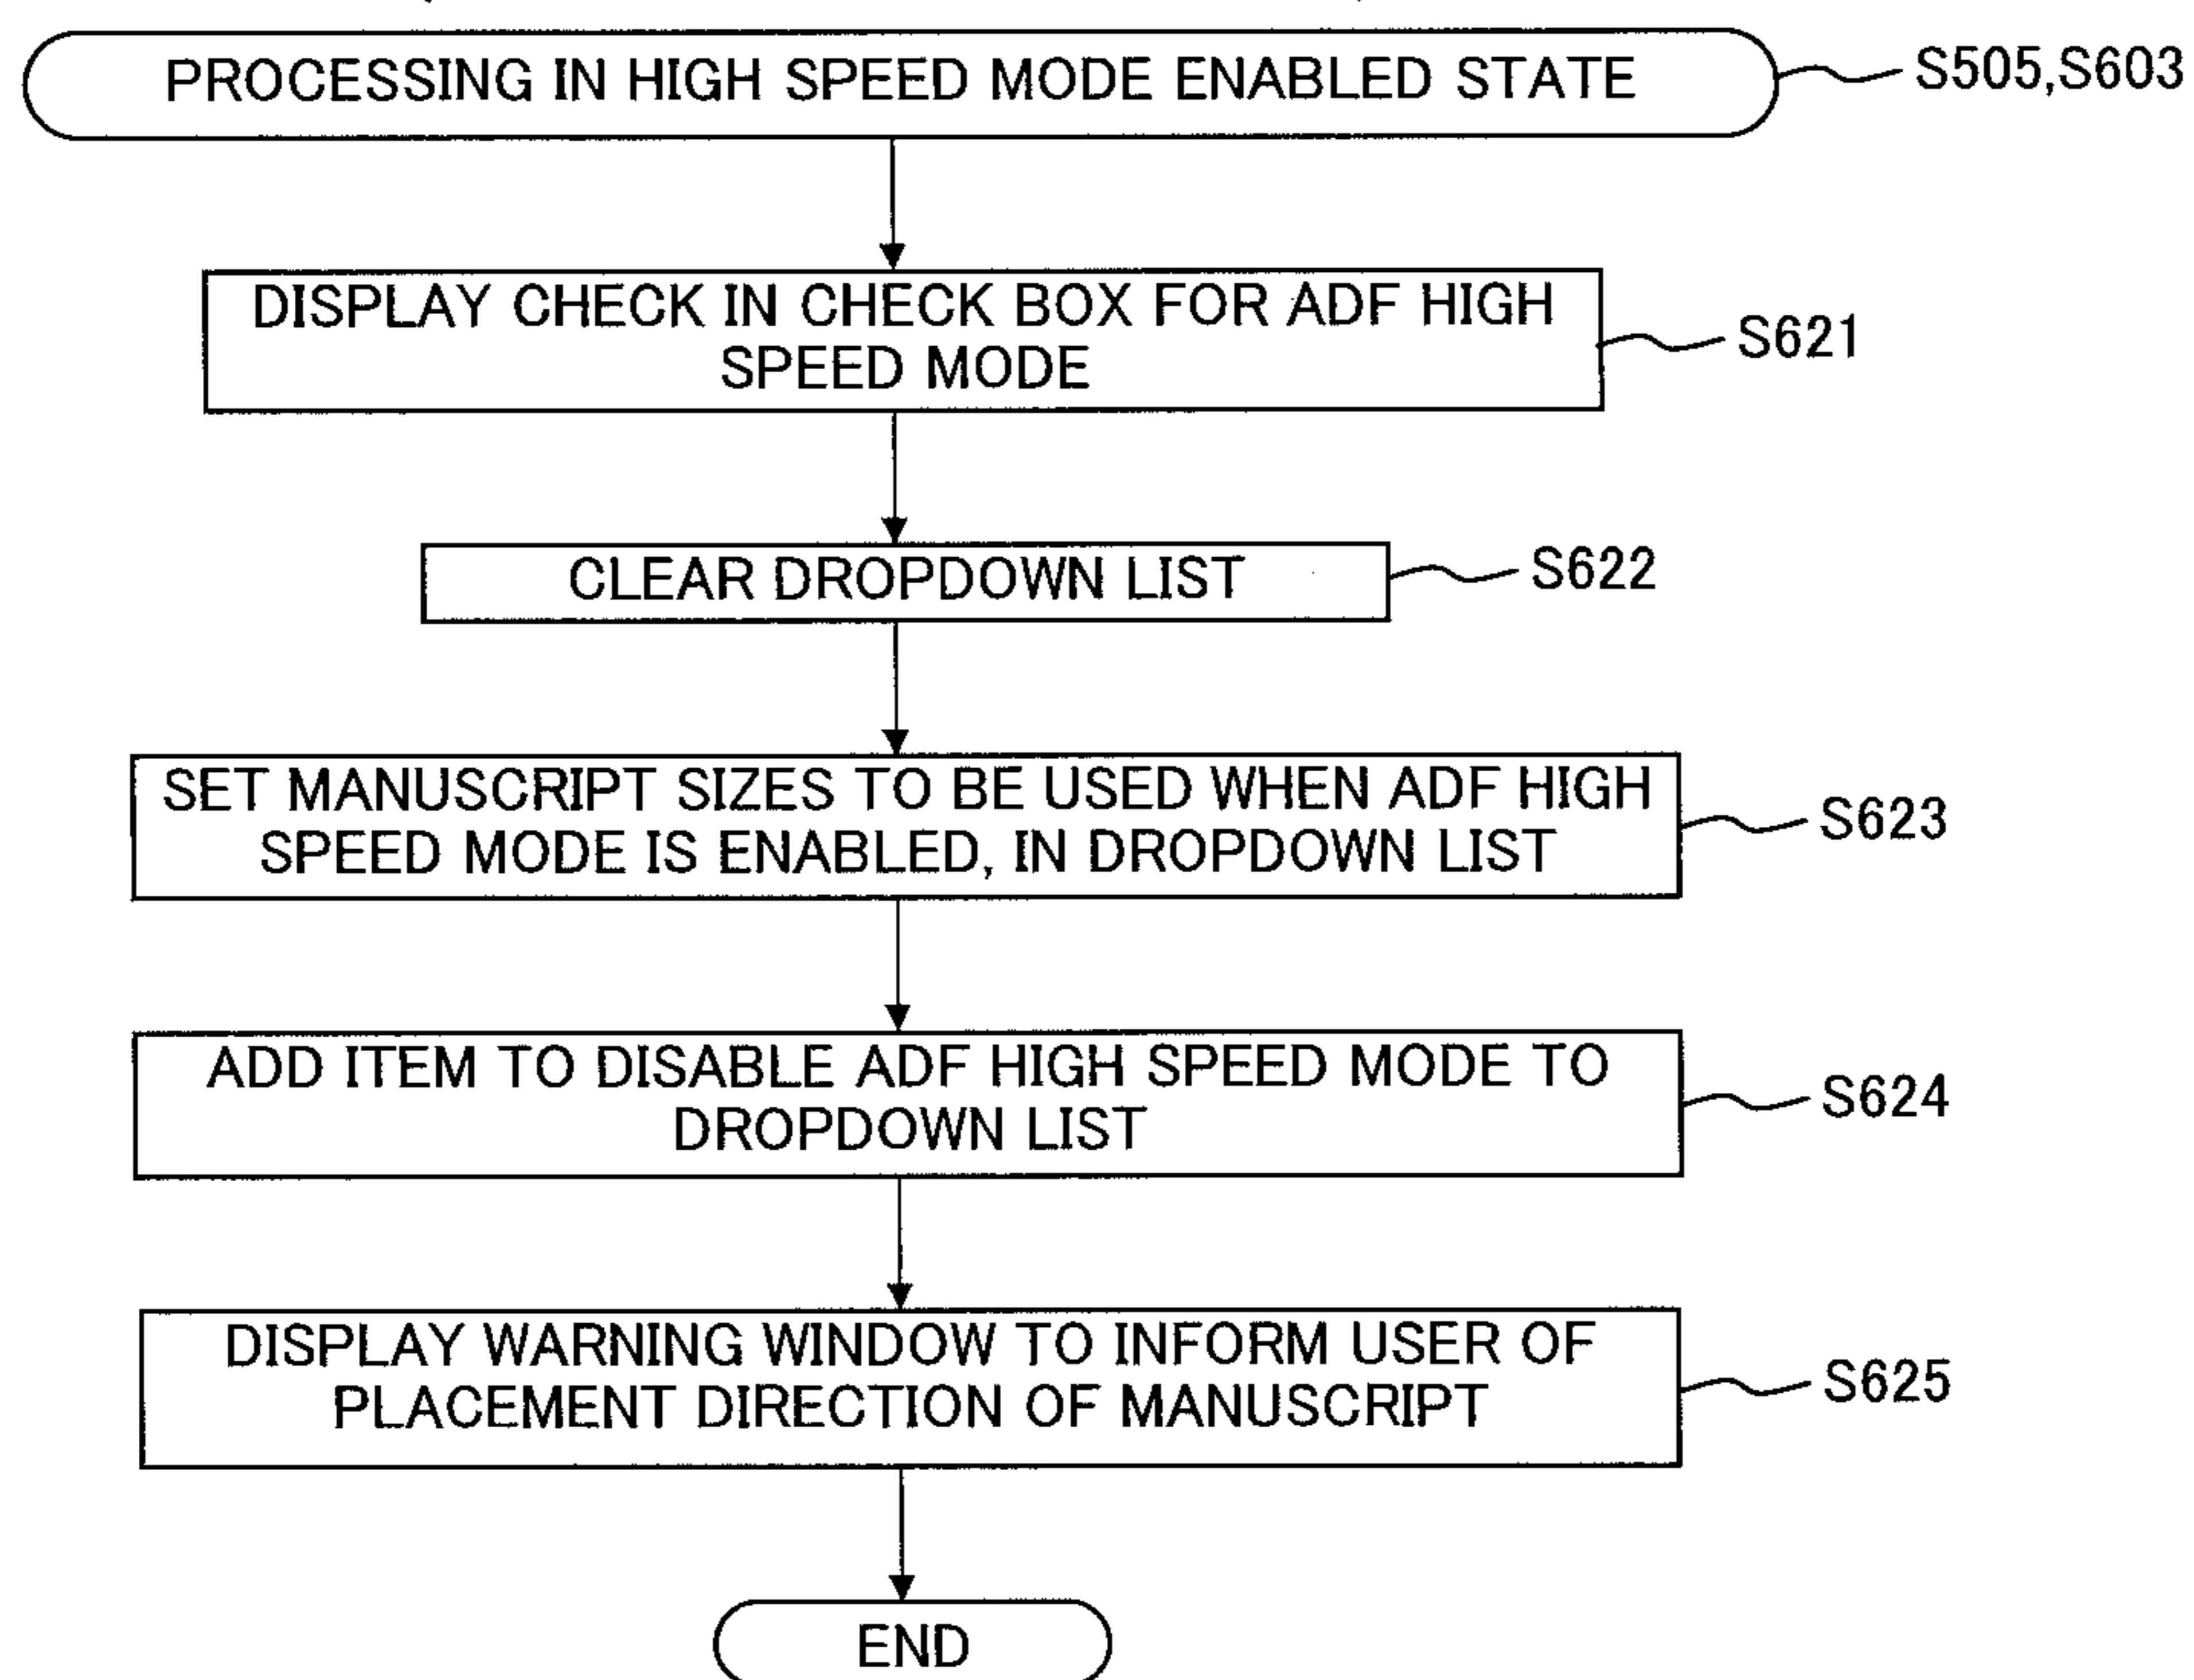 PROCESSING IN HIGH SPEED MODE ENABLED STATE
S505,S603
DISPLAY CHECK IN CHECK BOX FOR ADF HIGH
SPEED MODE
S621
CLEAR DROPDOWN LIST
S622
SET MANUSCRIPT SIZES TO BE USED WHEN ADF HIGH
SPEED MODE IS ENABLED, IN DROPDOWN LIST
S623
ADD ITEM TO DISABLE ADF HIGH SPEED MODE TO
DROPDOWN LIST
S624
DISPLAY WARNING WINDOW TO INFORM USER OF
PLACEMENT DIRECTION OF MANUSCRIPT
S625
END